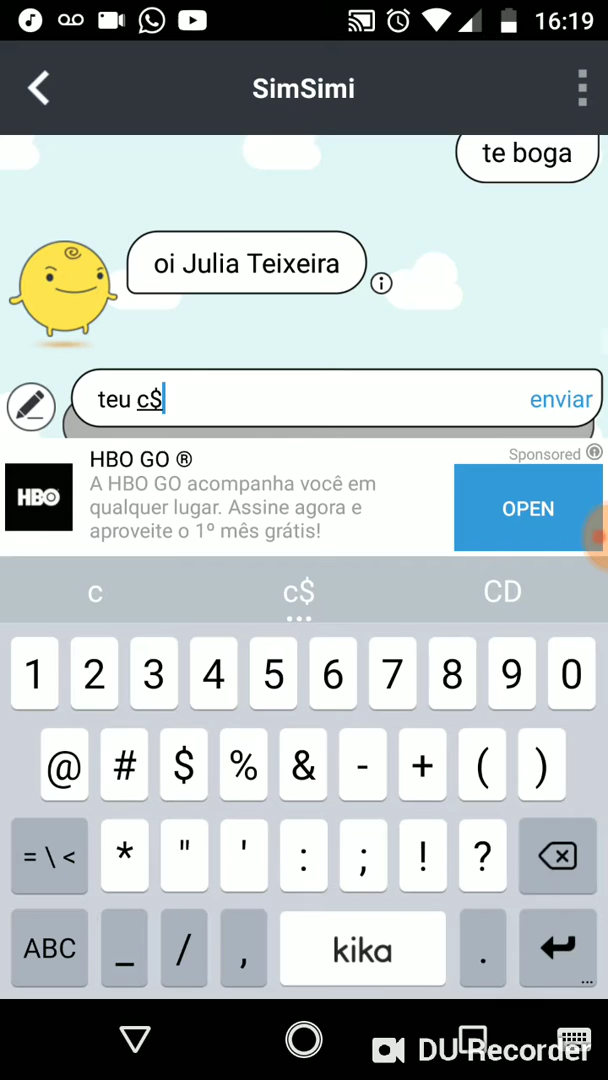 16:19
SimSimi
te boga
oi Julia Teixeira
teu c$
enviar
HBO GO ®
Sponsored
HBO
A HBO GO acompanha você em
qualquer lugar. Assine agora e
aproveite o 1º mês grátis!
OPEN
c c$ CD
1 2 3 4 5 6 7 8 9 0
@ # $ % & - + ( )
= \ < * " ' : ; ! ?
ABC _ / , kika .
DU Recorder